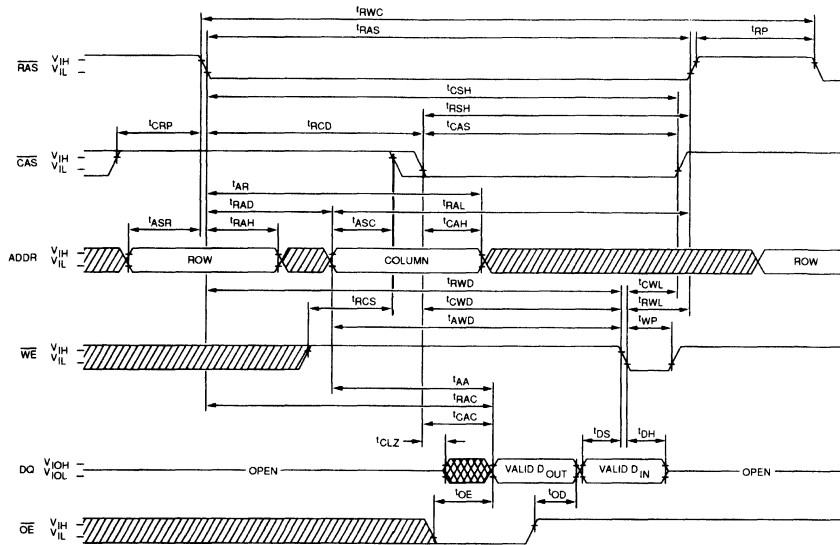 tRWC
tRAS
tRP
RAS VIH
VIL
tCSH
tRSH
tCRP
tRCD
tCAS
CAS VIH
VIL
tAR
tRAD
tRAL
tASR
tRAH
tASC
tCAH
ADDR VIH
VIL
ROW
COLUMN
ROW
tRWD
tCWL
tRCS
tCWD
tRWL
tAWD
tWP
WE VIH
VIL
tAA
tRAC
tCAC
tCLZ
tDS
tDH
DQ VIOH
VIOL
OPEN
VALID DOUT
VALID DIN
OPEN
tOE
tOD
OE VIH
VIL